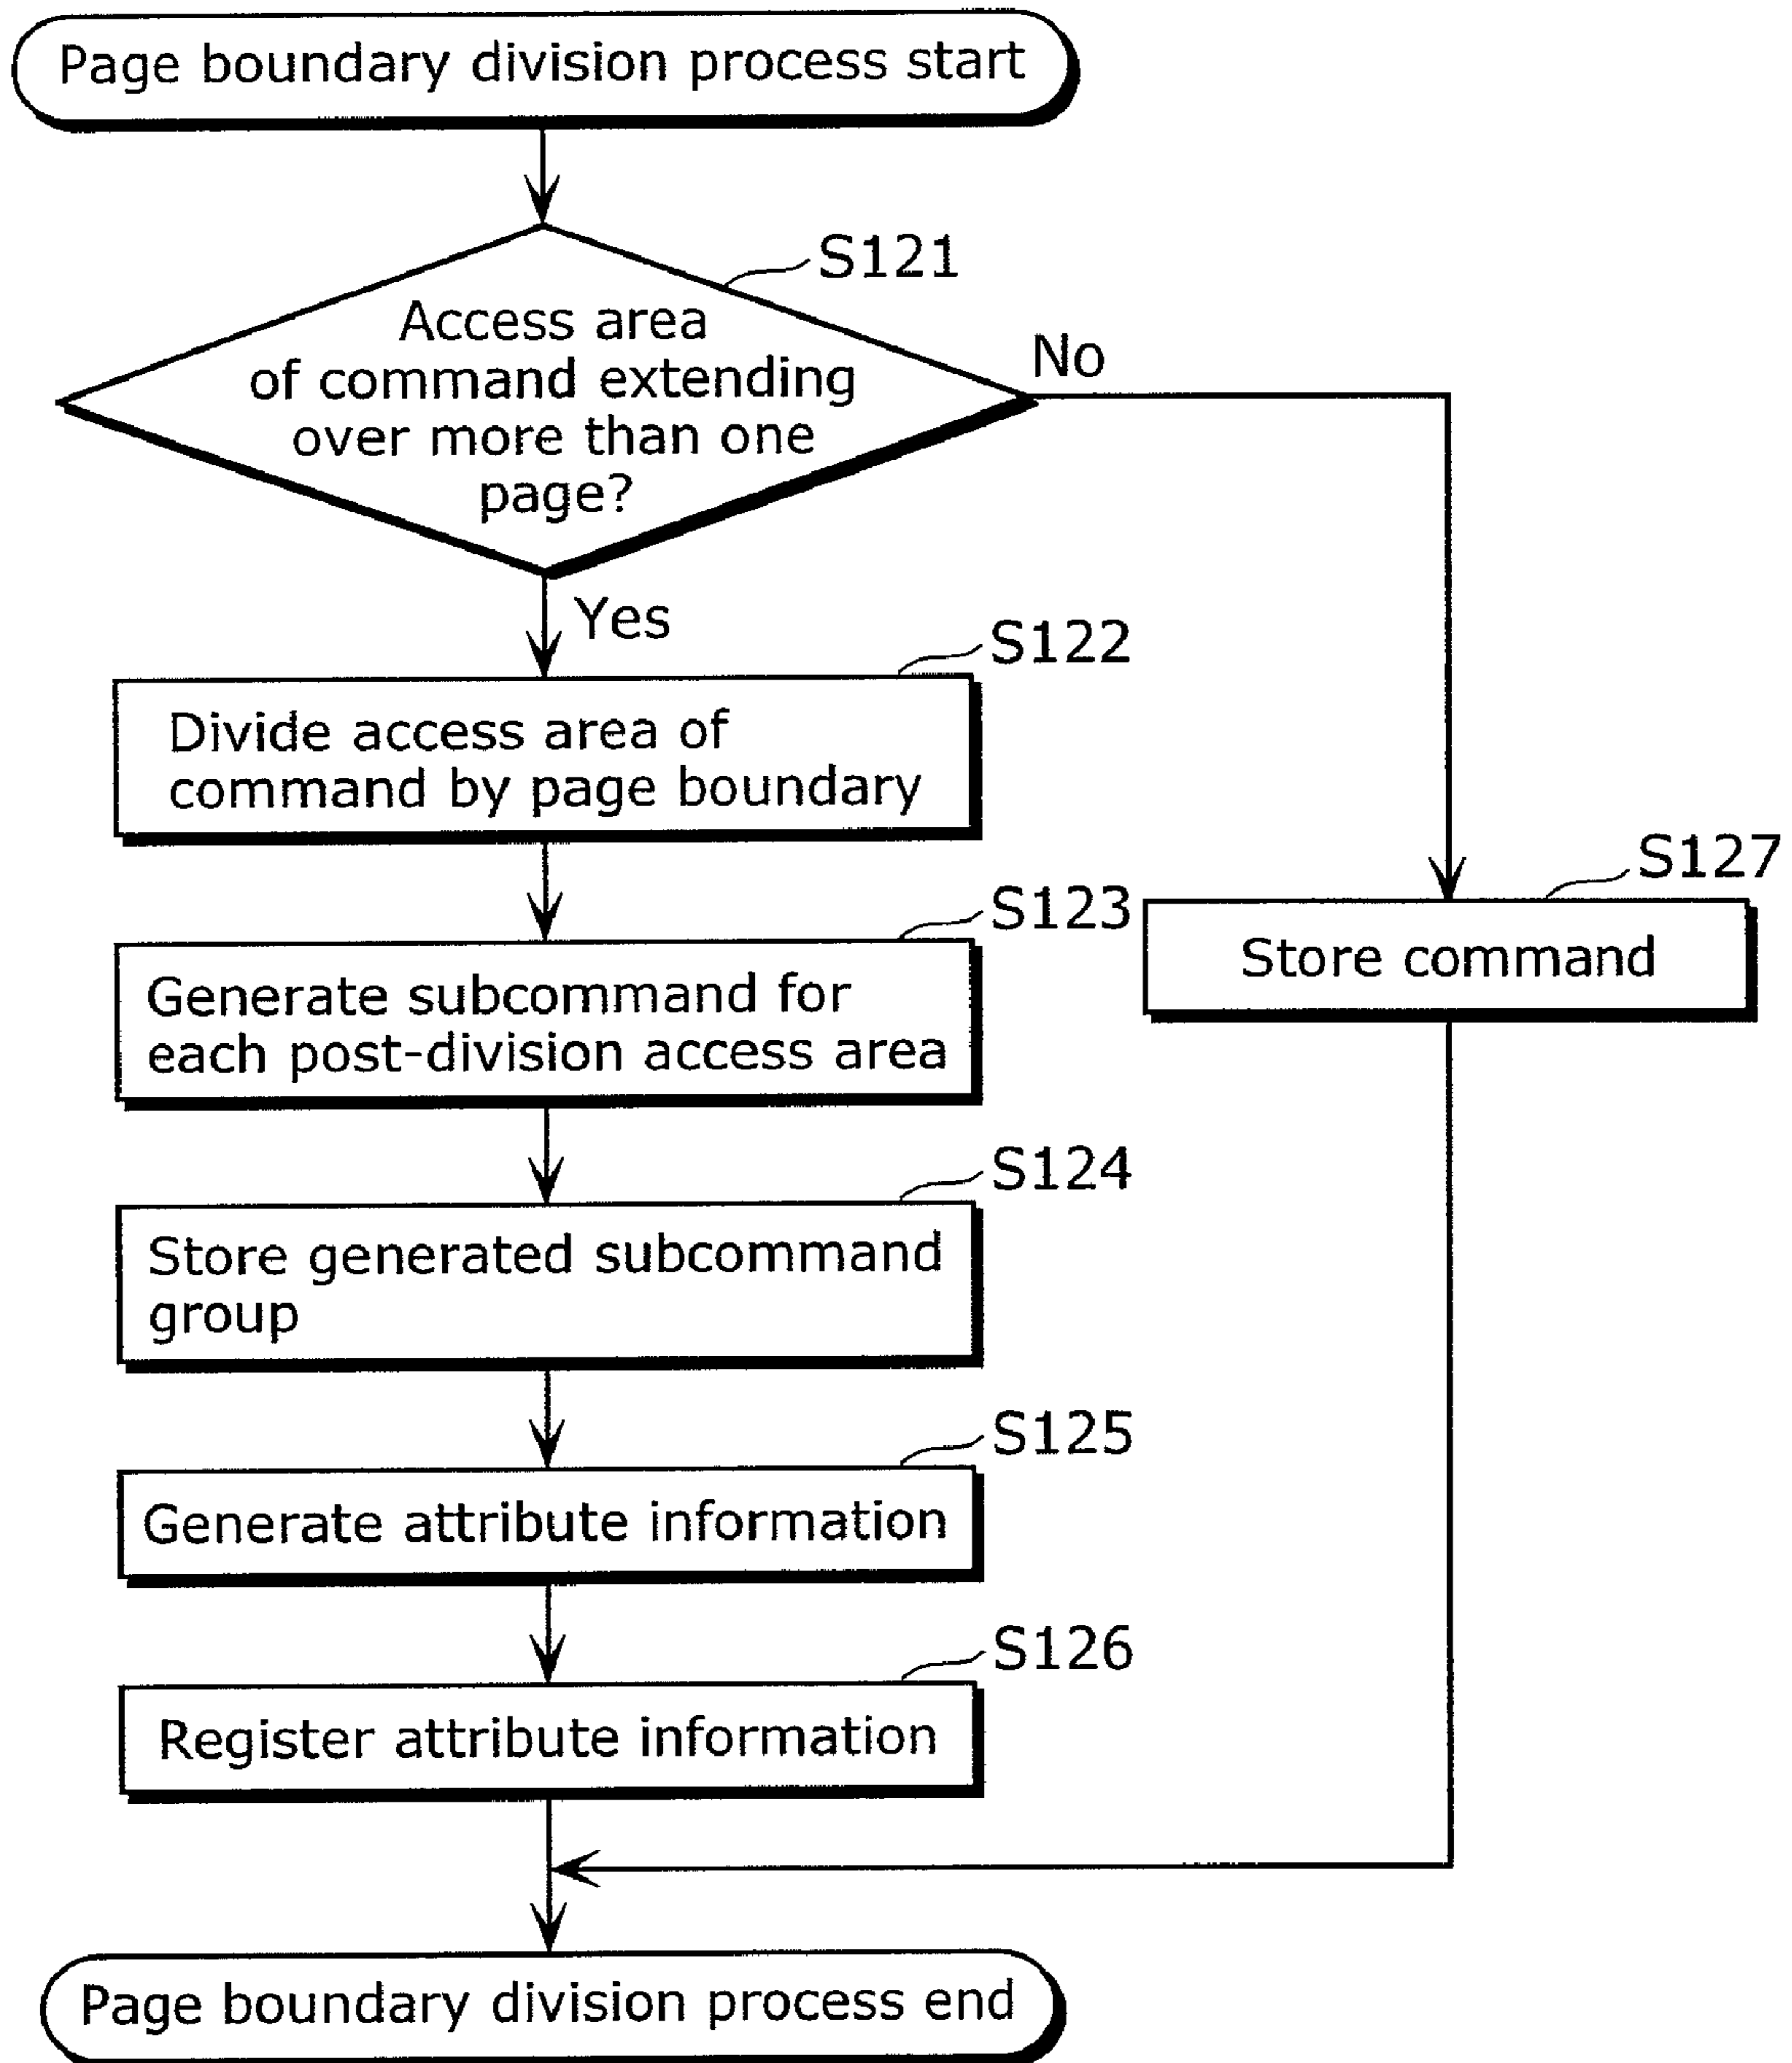 Page boundary division process start
S121
Access area
of command extending
over more than one
page?
No
Yes
S122
Divide access area of
command by page boundary
S123
Generate subcommand for
each post-division access area
S127
Store command
S124
Store generated subcommand
group
S125
Generate attribute information
S126
Register attribute information
Page boundary division process end